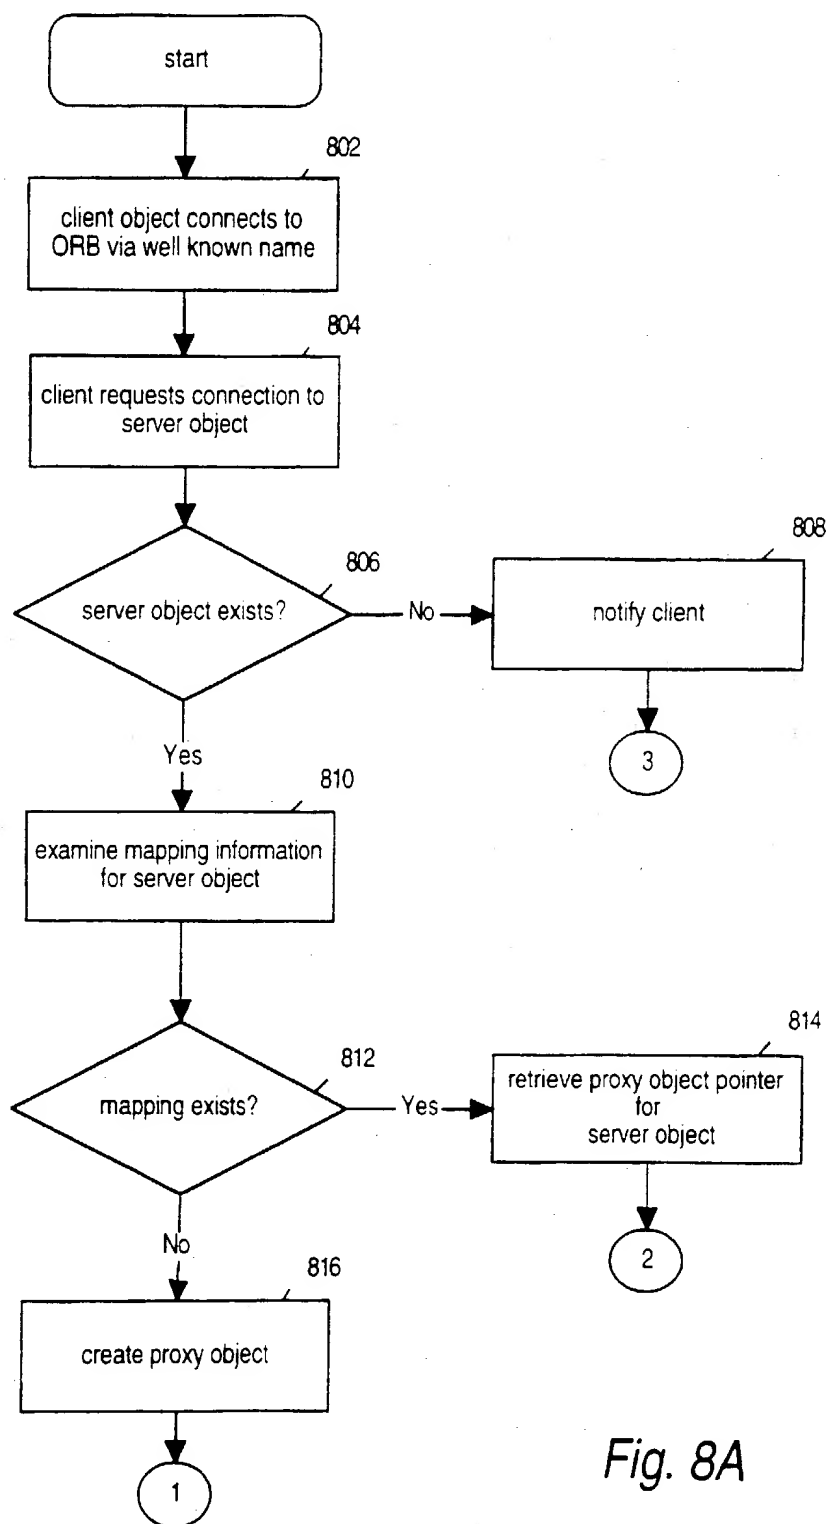 start
802
client object connects to
ORB via well known name
804
client requests connection to
server object
806
server object exists?
No
808
notify client
3
Yes
810
examine mapping information
for server object
812
mapping exists?
Yes
814
retrieve proxy object pointer
for
server object
2
No
816
create proxy object
1
Fig. 8A